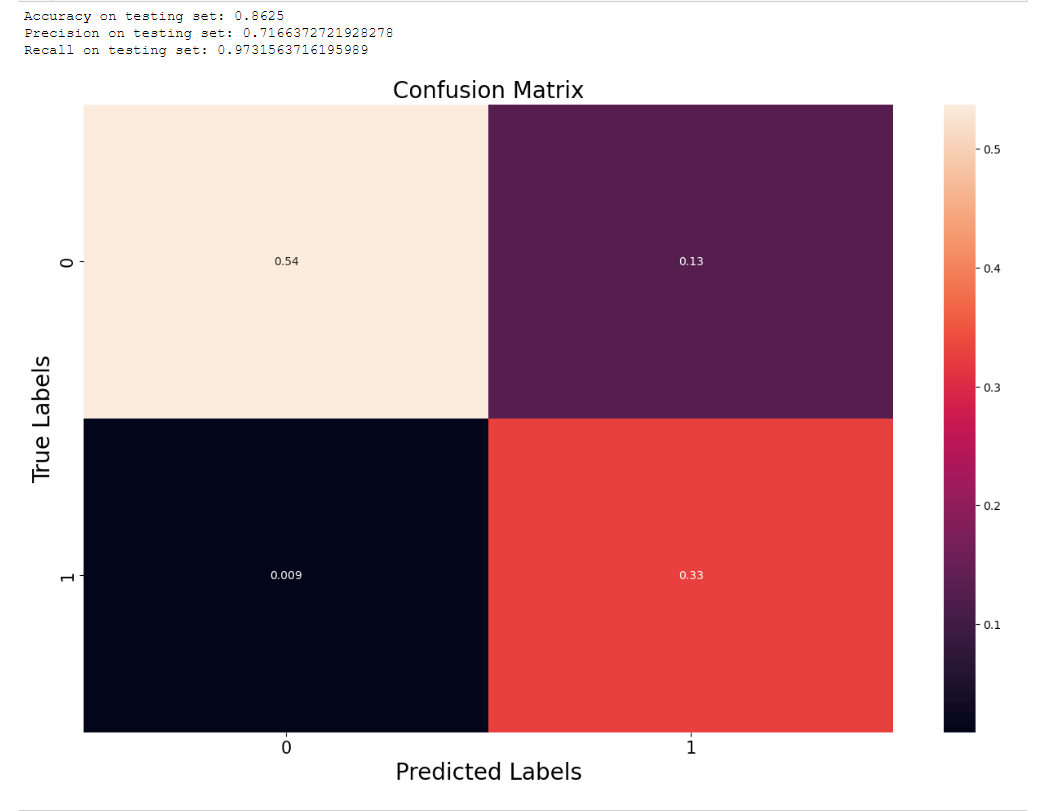 Accuracy on testing set: 0.8625
Precision on testing set: 0.7166372721928278
Recall on testing set: 0.9731563716195989
Confusion Matrix
0.5
0
0.54
0.13
0.4
True Labels
0.3
0.2
1
0.009
0.33
0.1
0
1
Predicted Labels